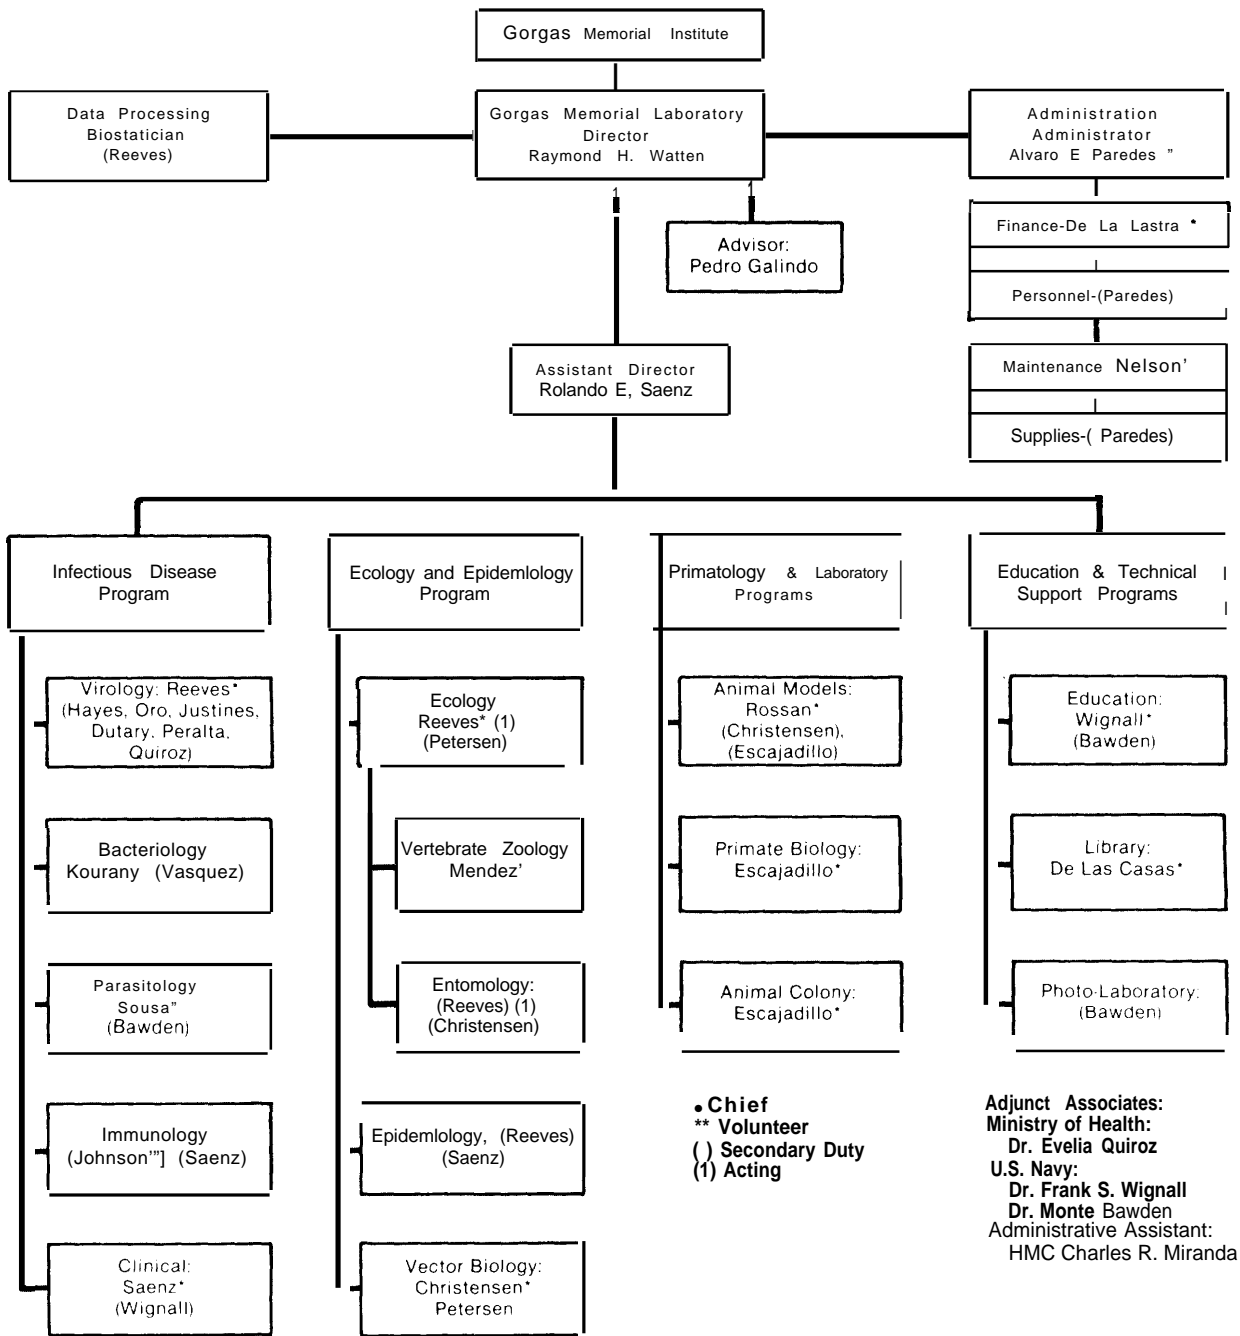 Gorgas Memorial Institute
Data Processing
Biostatician
(Reeves)
Gorgas Memorial Laboratory
Director
Raymond H. Watten
Administration
Administrator
Alvaro E Paredes "
Advisor:
Pedro Galindo
Finance-De La Lastra *
Personnel-(Paredes)
Maintenance Nelson'
Supplies-( Paredes)
Assistant Director
Rolando E, Saenz
Infectious Disease
Program
Ecology and Epidemlology
Program
Primatology & Laboratory
Programs
Education & Technical
Support Programs
Virology: Reeves*
(Hayes, Oro, Justines,
Dutary, Peralta,
Quiroz)
Bacteriology
Kourany (Vasquez)
Parasitology
Sousa"
(Bawden)
Immunology
(Johnson'"] (Saenz)
Clinical:
Saenz*
(Wignall)
Ecology
Reeves* (1)
(Petersen)
Vertebrate Zoology
Mendez'
Entomology:
(Reeves) (1)
(Christensen)
Epidemlology, (Reeves)
(Saenz)
Vector Biology:
Christensen*
Petersen
Animal Models:
Rossan*
(Christensen),
(Escajadillo)
Primate Biology:
Escajadillo*
Animal Colony:
Escajadillo*
Education:
Wignall*
(Bawden)
Library:
De Las Casas*
Photo-Laboratory:
(Bawden)
• Chief
** Volunteer
( ) Secondary Duty
(1) Acting
Adjunct Associates:
Ministry of Health:
Dr. Evelia Quiroz
U.S. Navy:
Dr. Frank S. Wignall
Dr. Monte Bawden
Administrative Assistant:
HMC Charles R. Miranda